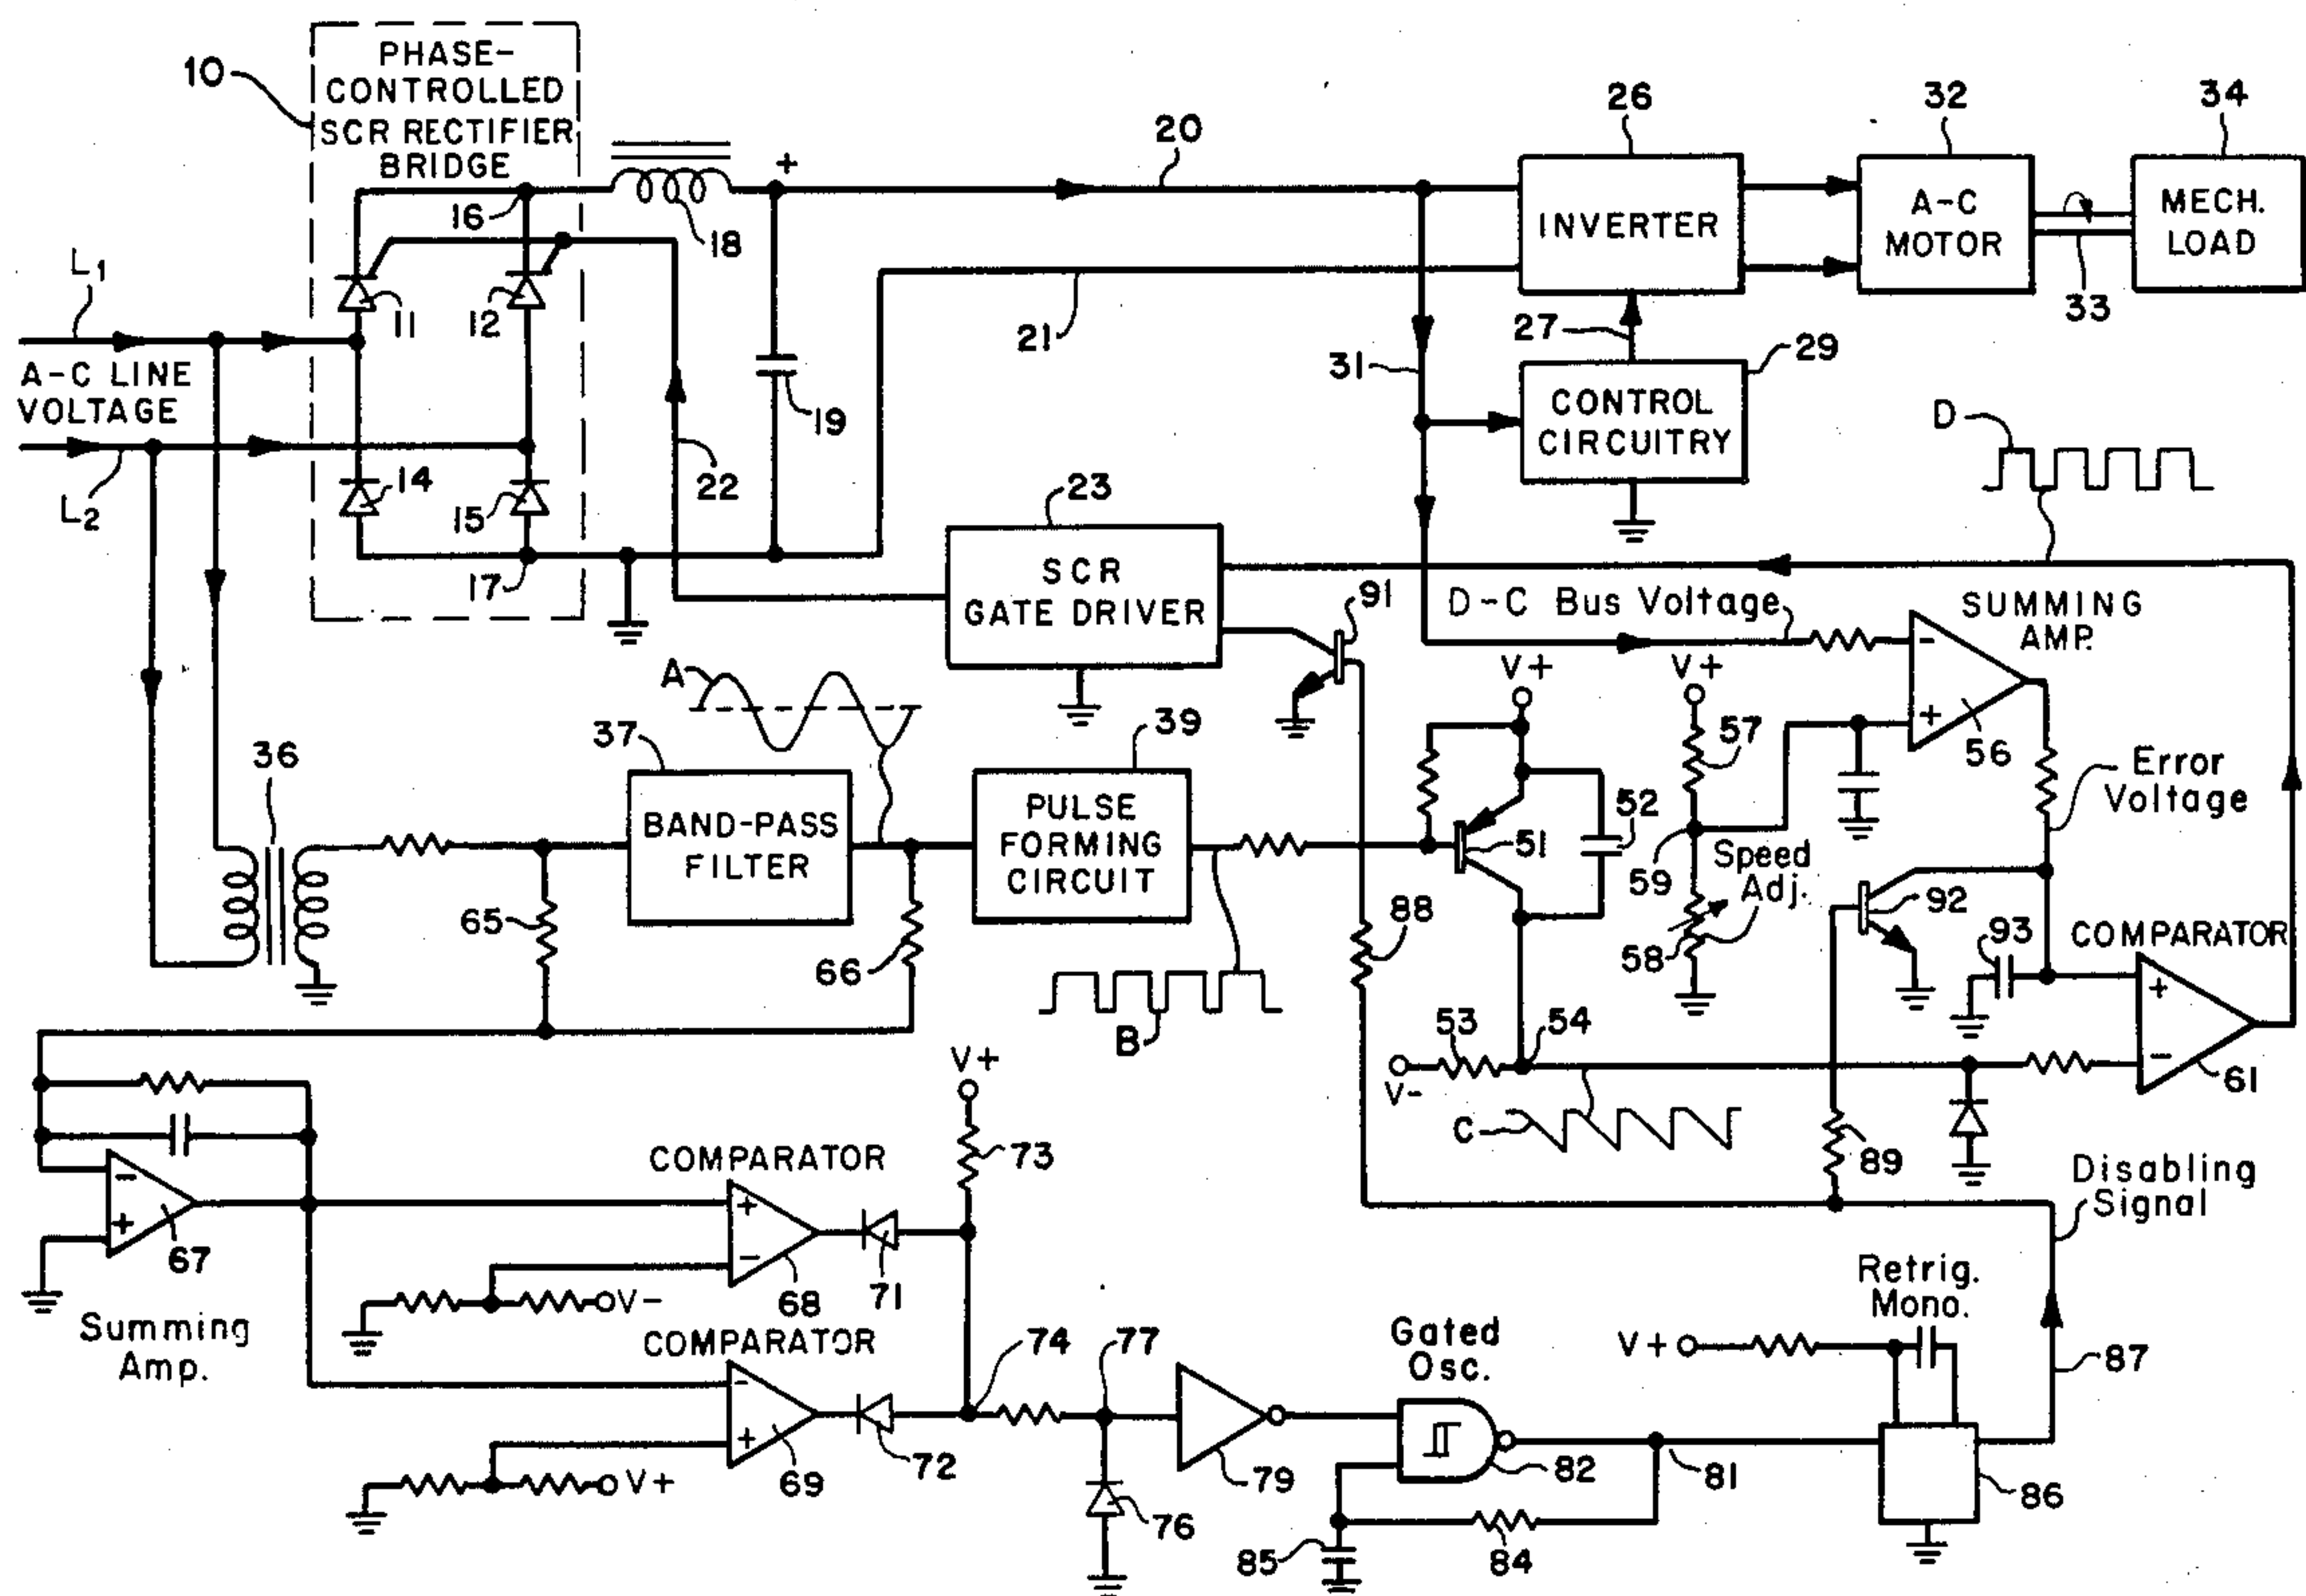 PHASE-
CONTROLLED
SCR RECTIFIER
BRIDGE
10
16
18
11
12
14
15
17
L1
A-C LINE
VOLTAGE
L2
+
19
20
21
22
26
INVERTER
27
29
CONTROL
CIRCUITRY
31
32
A-C
MOTOR
33
34
MECH.
LOAD
D
23
SCR
GATE DRIVER
91
D-C Bus Voltage
SUMMING
AMP.
-
+
56
V+
V+
57
59
Speed
Adj.
58
Error
Voltage
92
93
COMPARATOR
+
-
61
A
36
37
BAND-PASS
FILTER
39
PULSE
FORMING
CIRCUIT
51
52
65
66
B
88
53
54
V-
C
89
Disabling
Signal
-
+
67
Summing
Amp.
COMPARATOR
+
-
68
V-
71
V+
73
COMPARATOR
-
+
69
V+
72
74
77
76
79
Gated
Osc.
82
81
84
85
Retrig.
Mono.
V+
86
87